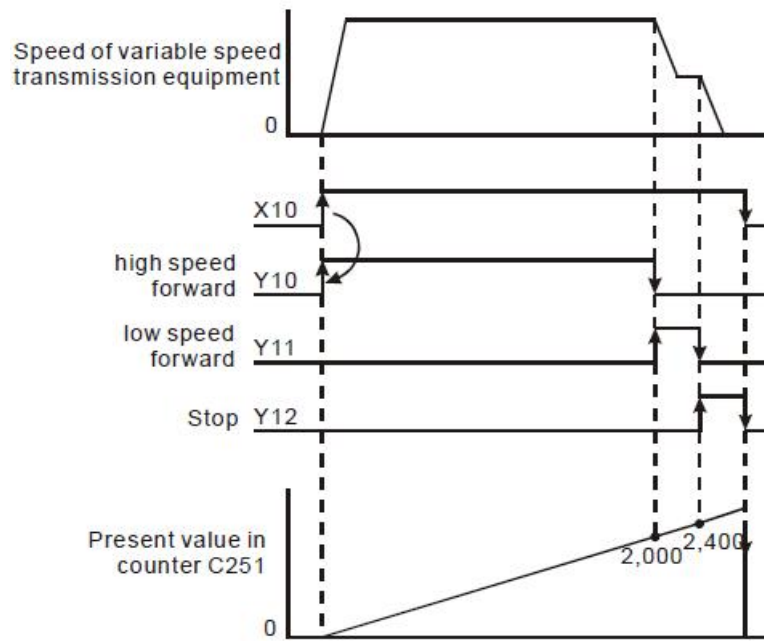 Speed of variable speed
transmission equipment
0
X10
high speed
forward
Y10
low speed
forward
Y11
Stop
Y12
Present value in
counter C251
2,000
2,400
0